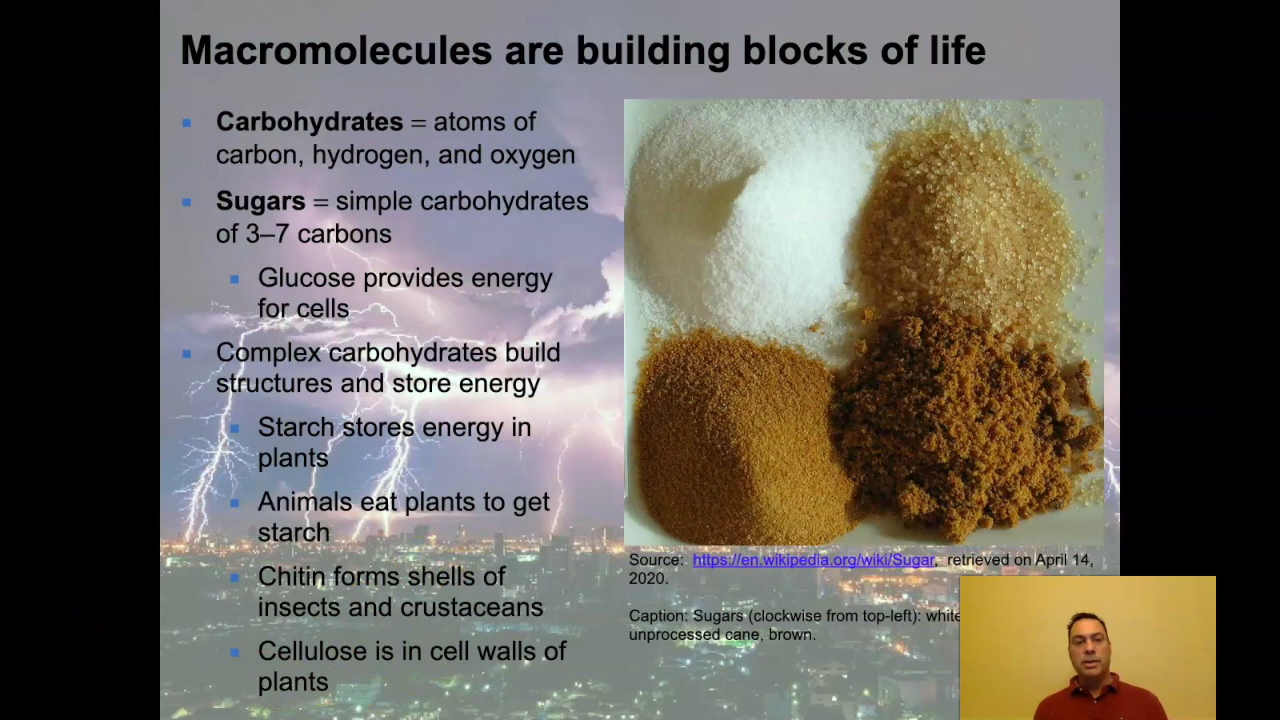 Macromolecules are building blocks of life
Carbohydrates = atoms of
carbon, hydrogen, and oxygen
Sugars = simple carbohydrates
of 3–7 carbons
Glucose provides energy
for cells
Complex carbohydrates build
structures and store energy
Starch stores energy in
plants
Animals eat plants to get
starch
Chitin forms shells of
insects and crustaceans
Cellulose is in cell walls of
plants
Source: https://en.wikipedia.org/wiki/Sugar, retrieved on April 14,
2020.
Caption: Sugars (clockwise from top-left): white
unprocessed cane, brown.